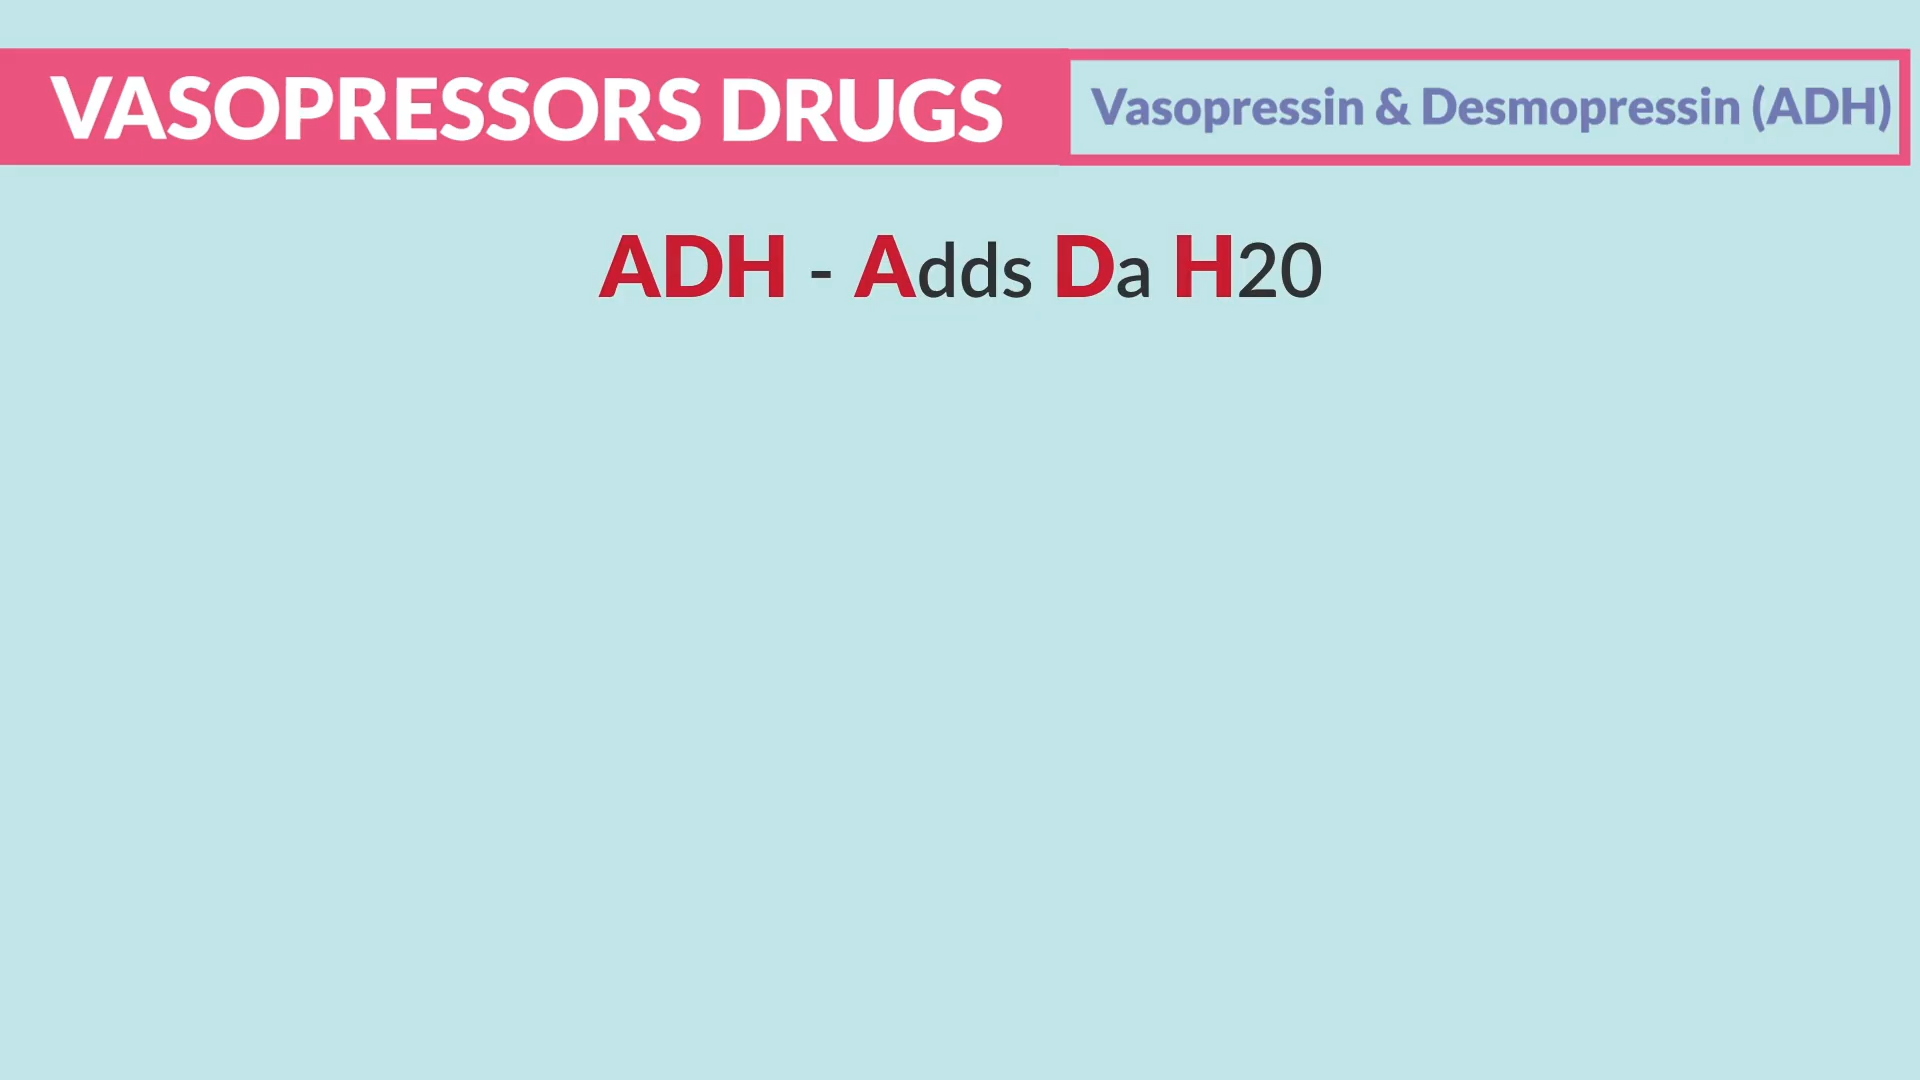 VASOPRESSORS DRUGS
Vasopressin & Desmopressin (ADH)
ADH - Adds Da H20